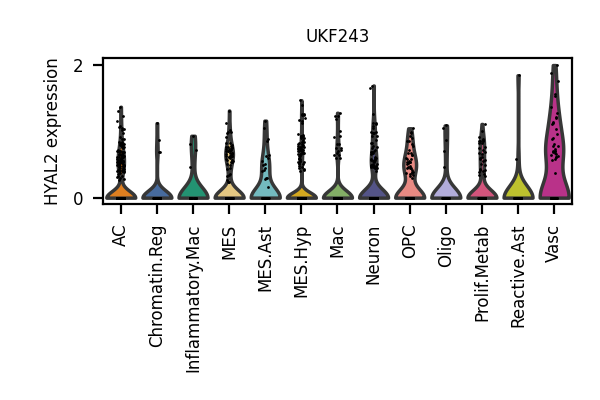 UKF243
HYAL2 expression
2
0
AC
Chromatin.Reg
Inflammatory.Mac
MES
MES.Ast
MES.Hyp
Mac
Neuron
OPC
Oligo
Prolif.Metab
Reactive.Ast
Vasc